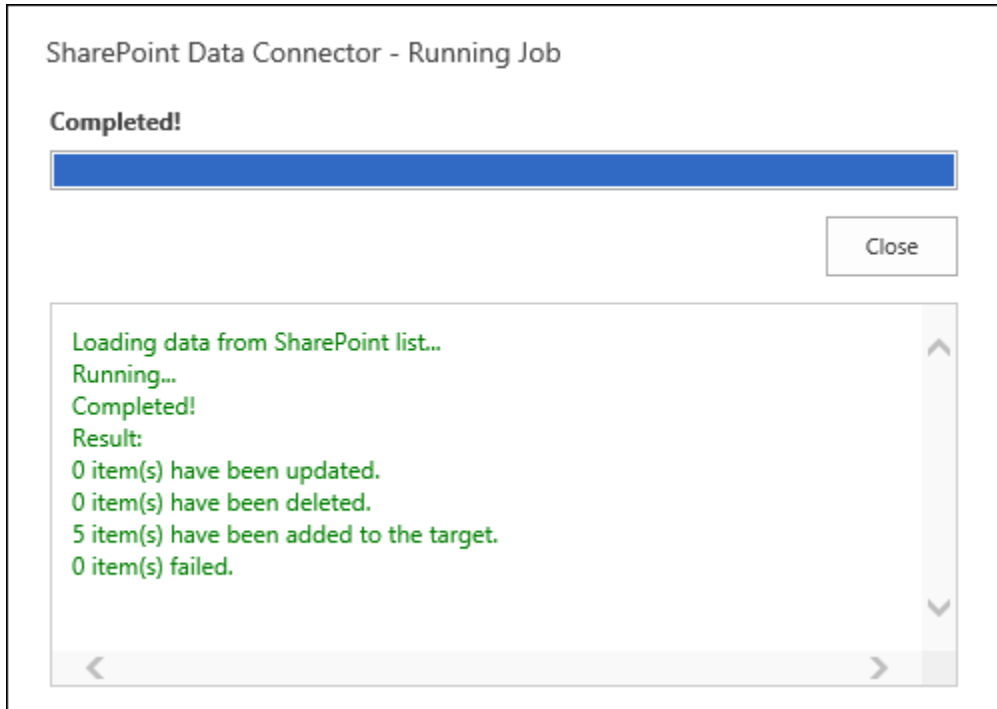 SharePoint Data Connector - Running Job
Completed!
Close
Loading data from SharePoint list...
Running...
Completed!
Result:
0 item(s) have been updated.
0 item(s) have been deleted.
5 item(s) have been added to the target.
0 item(s) failed.